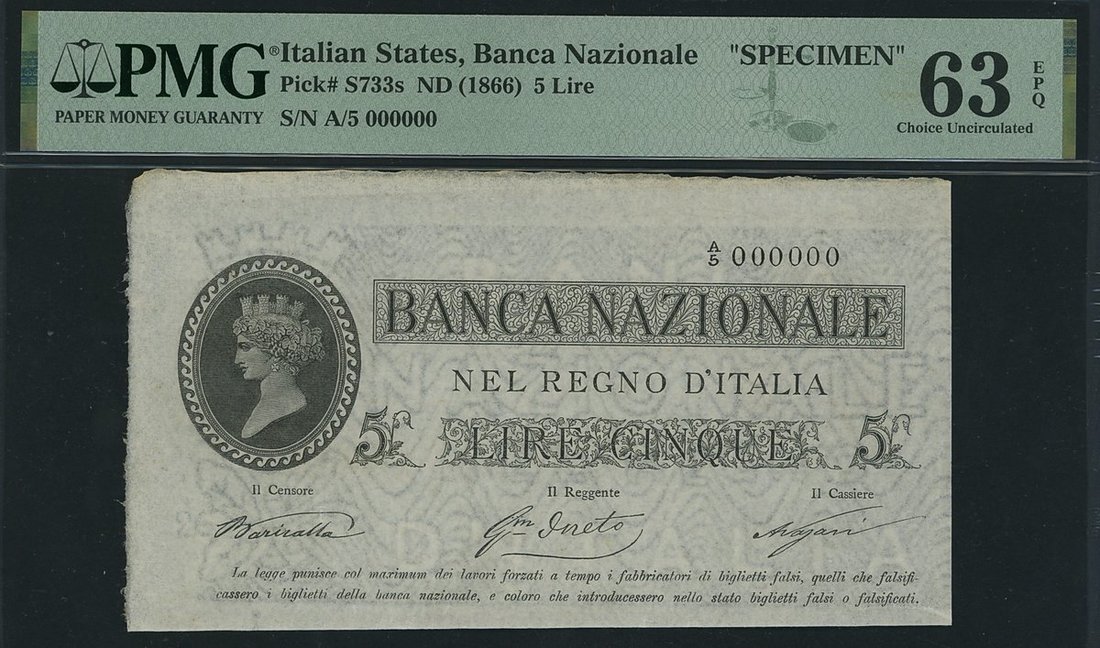 PMG® Italian States, Banca Nazionale "SPECIMEN" 63 EPQ
Pick# S733s ND (1866) 5 Lire
PAPER MONEY GUARANTY S/N A/5 000000 Choice Uncirculated
A/5 000000
BANCA NAZIONALE
NEL REGNO D'ITALIA
5 LIRE CINQUE 5
Il Censore Il Reggente Il Cassiere
La legge punisce col maximum dei lavori forzati a tempo i fabbricatori di biglietti falsi, quelli che falsifi-
cassero i biglietti della banca nazionale, e coloro che introducessero nello stato biglietti falsi o falsificati.